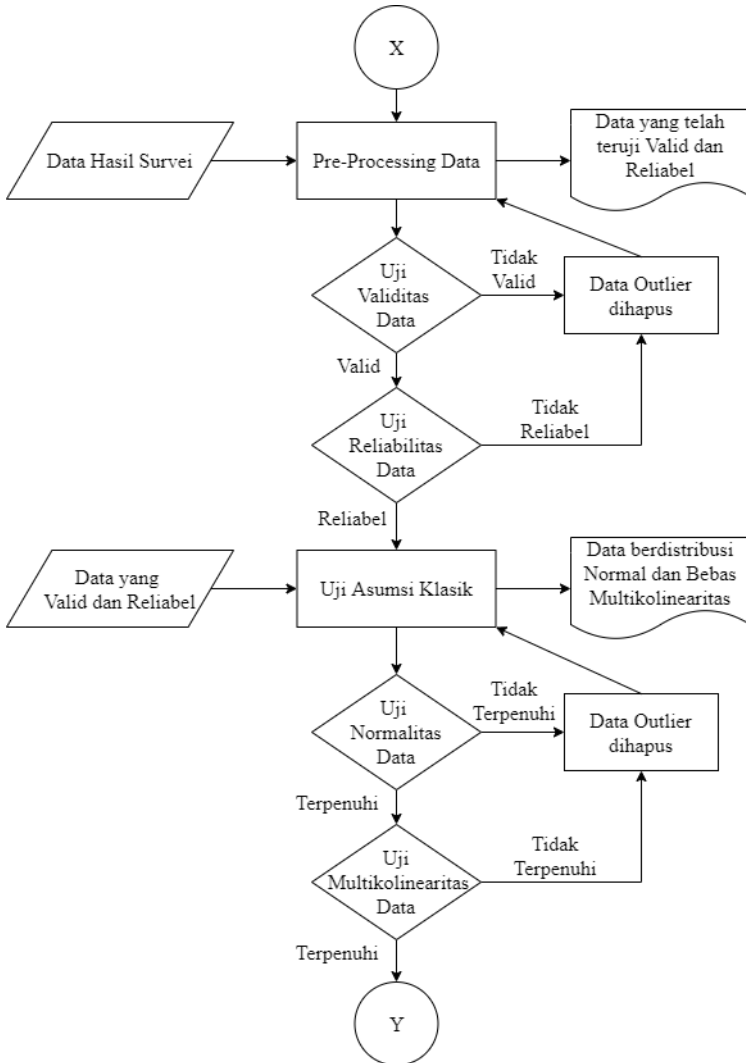 X
Data Hasil Survei
Pre-Processing Data
Data yang telah
teruji Valid dan
Reliabel
Uji
Validitas
Data
Tidak
Valid
Data Outlier
dihapus
Valid
Uji
Reliabilitas
Data
Tidak
Reliabel
Reliabel
Data yang
Valid dan Reliabel
Uji Asumsi Klasik
Data berdistribusi
Normal dan Bebas
Multikolinearitas
Uji
Normalitas
Data
Tidak
Terpenuhi
Data Outlier
dihapus
Terpenuhi
Uji
Multikolinearitas
Data
Tidak
Terpenuhi
Terpenuhi
Y